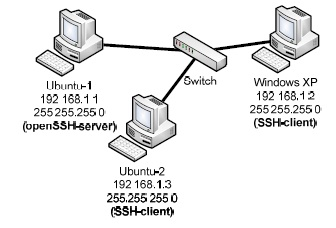 Ubuntu-1
192.168.1.1
255.255.255.0
(openSSH-server)
Switch
Windows XP
192.168.1.2
255.255.255.0
(SSH-client)
Ubuntu-2
192.168.1.3
255.255.255.0
(SSH-client)